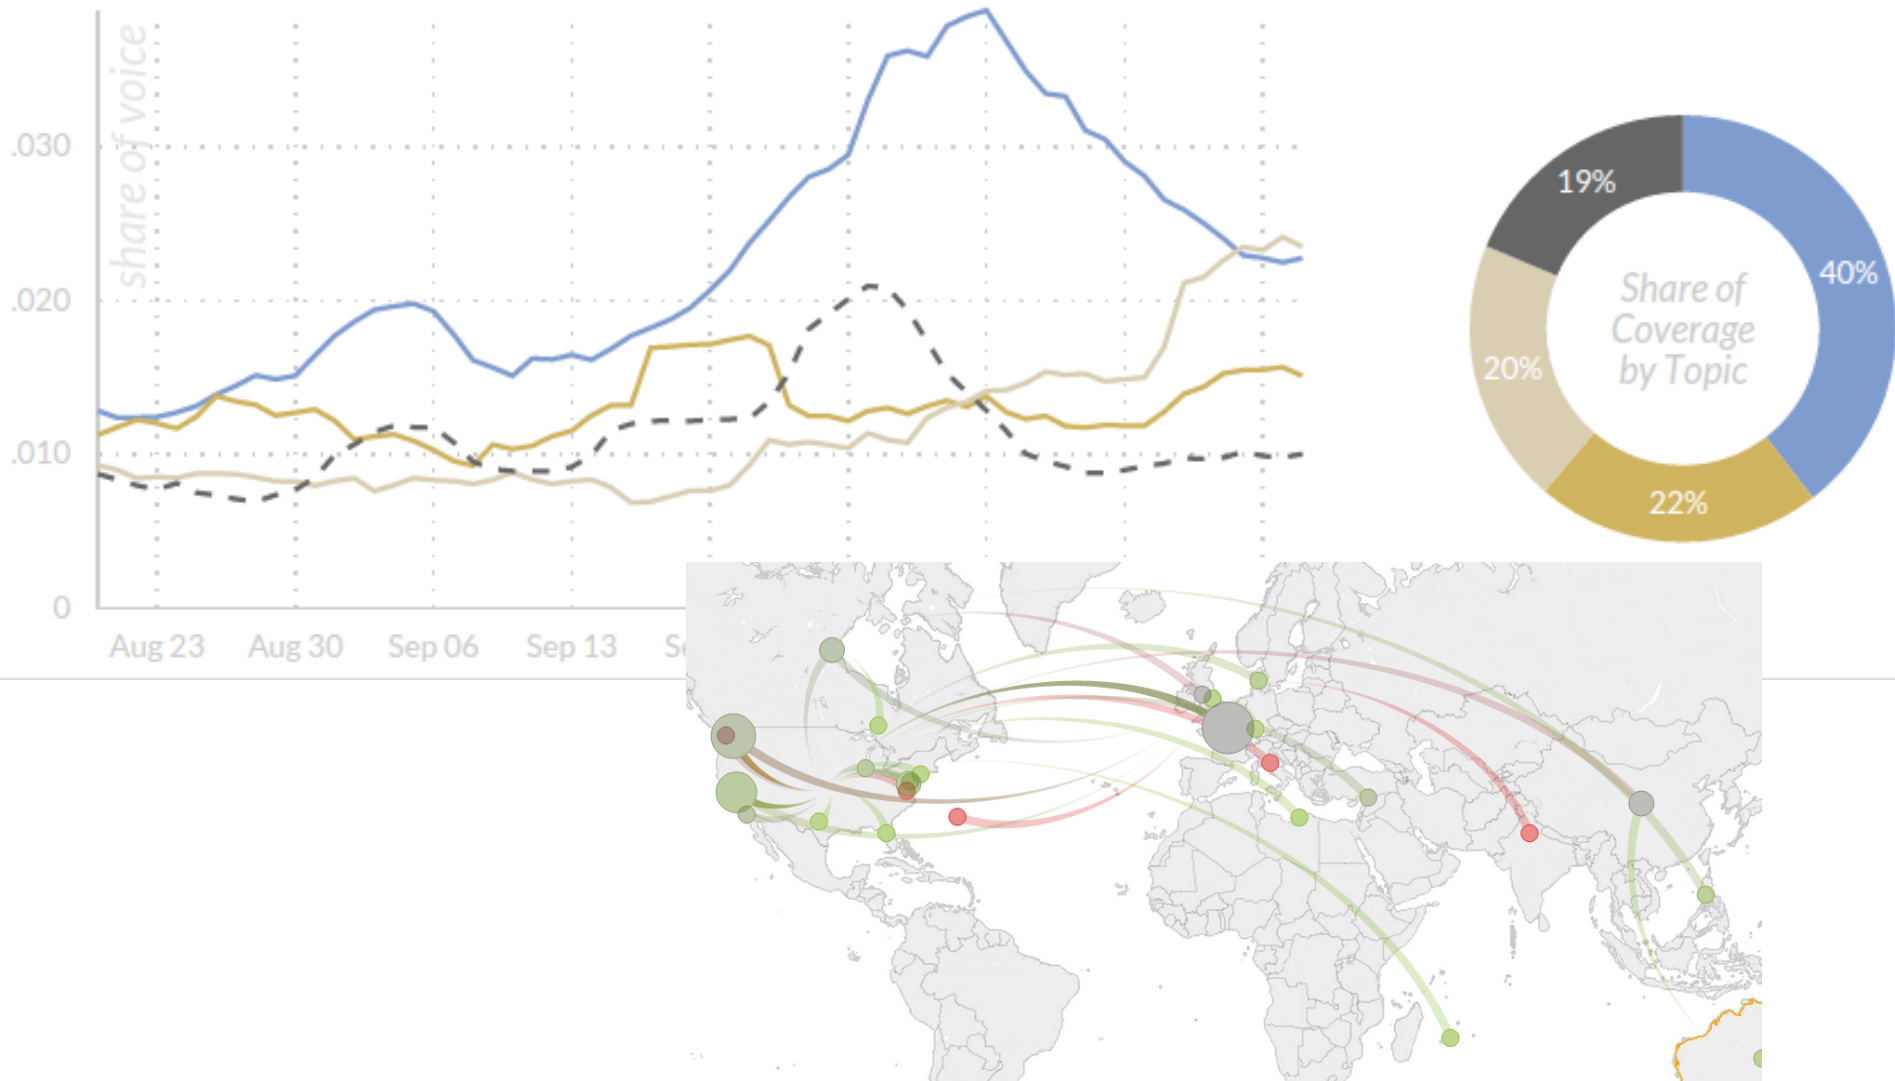 share of voice
.030
.020
.010
0
Aug 23 Aug 30 Sep 06 Sep 13
19%
40%
20%
22%
Share of
Coverage
by Topic